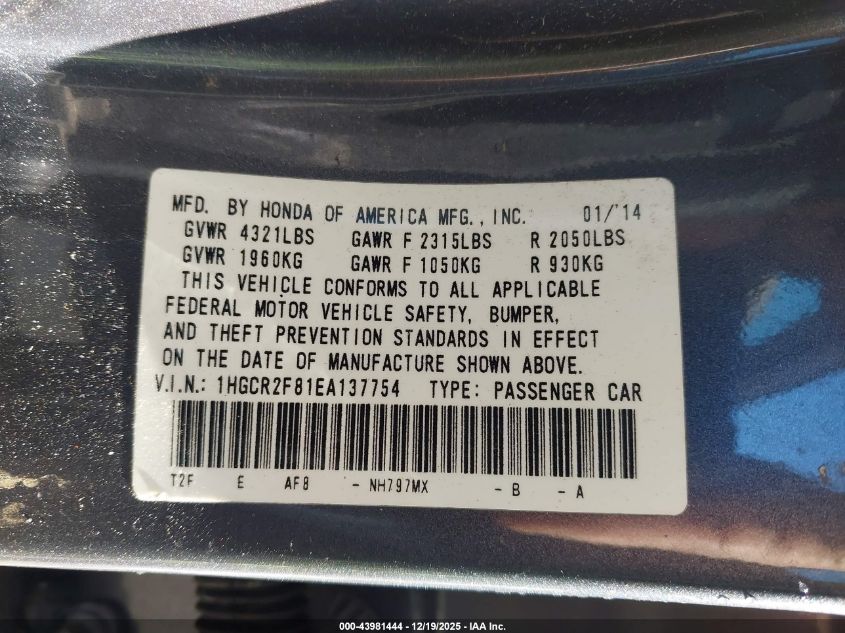 MFD. BY HONDA OF AMERICA MFG., INC. 01/'14
GVWR 4321LBS GAWR F 2315LBS R 2050LBS
GVWR 1960KG GAWR F 1050KG R 930KG
THIS VEHICLE CONFORMS TO ALL APPLICABLE
FEDERAL MOTOR VEHICLE SAFETY, BUMPER,
AND THEFT PREVENTION STANDARDS IN EFFECT
ON THE DATE OF MANUFACTURE SHOWN ABOVE.
V.I.N.: 1HGCR2F81EA137754 TYPE: PASSENGER CAR
T2F E AF8 - NH797MX - B - A
000-43981444 | 12/19/2025 - IAA Inc.